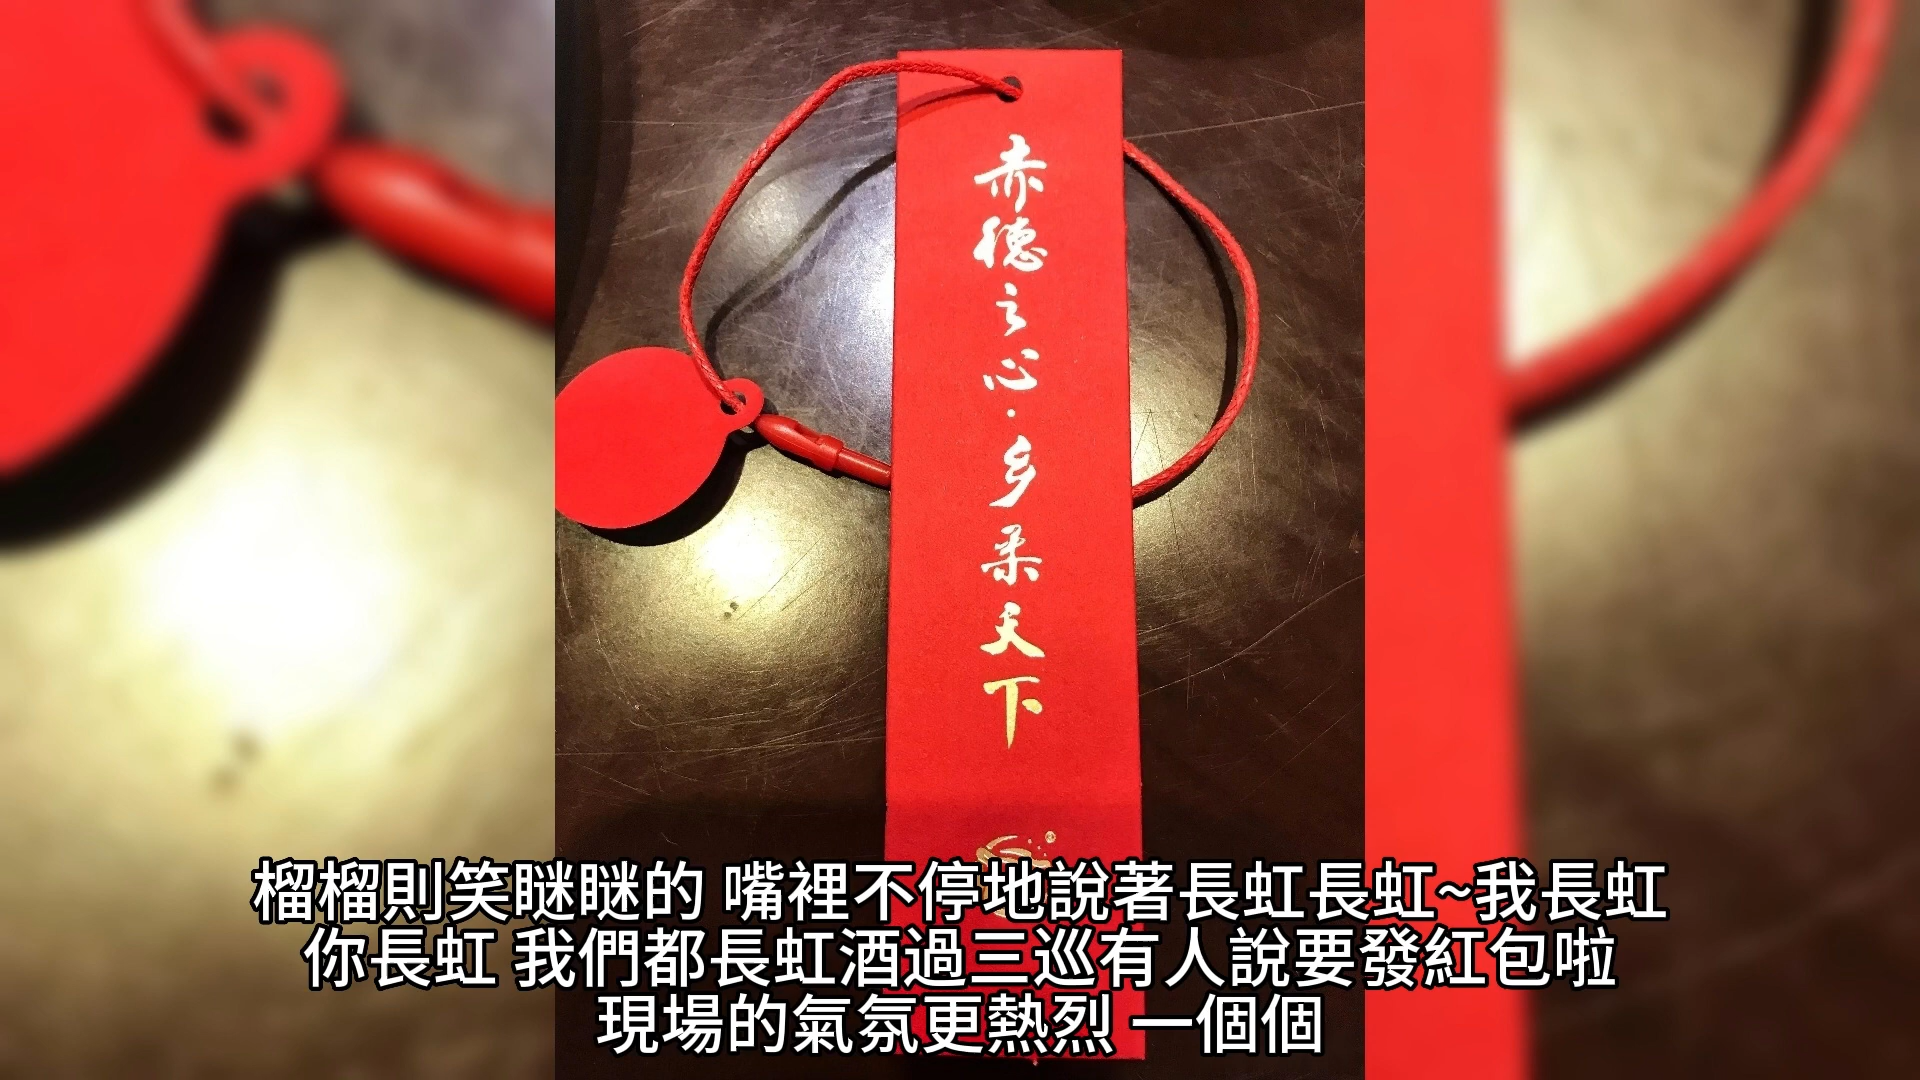 赤穗之心·乡柔天下
榴榴則笑瞇瞇的 嘴裡不停地說著長虹長虹~我長虹
你長虹 我們都長虹酒過三巡有人說要發紅包啦
現場的氣氛更熱烈 一個個